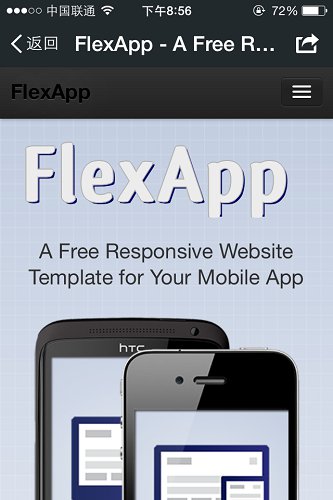 中国联通 下午8:56 72%
返回 FlexApp - A Free R...
FlexApp
FlexApp
A Free Responsive Website
Template for Your Mobile App
hTC